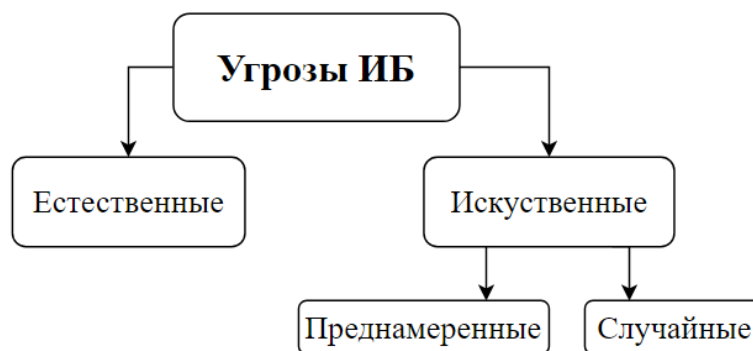 Угрозы ИБ
Естественные
Искуственные
Преднамеренные
Случайные